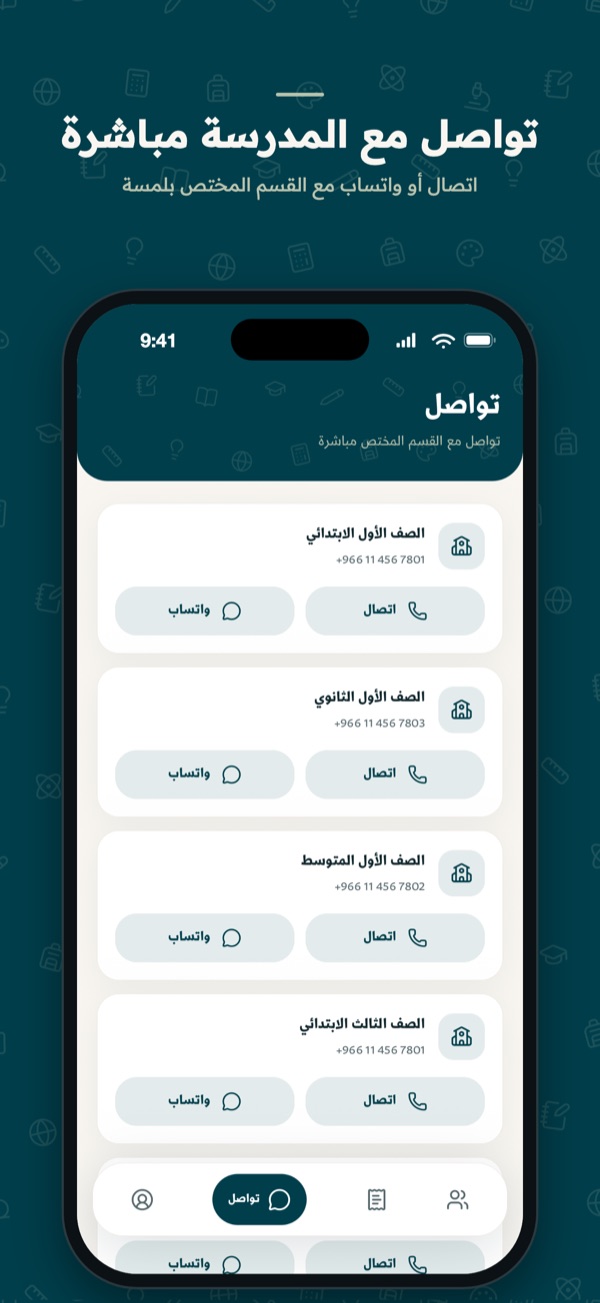 تواصل مع المدرسة مباشرة
اتصال أو واتساب مع القسم المختص بلمسة
9:41
تواصل
تواصل مع القسم المختص مباشرة
الصف الأول الابتدائي
+966 11 456 7801
اتصال
واتساب
الصف الأول الثانوي
+966 11 456 7803
اتصال
واتساب
الصف الأول المتوسط
+966 11 456 7802
اتصال
واتساب
الصف الثالث الابتدائي
+966 11 456 7801
اتصال
واتساب
تواصل
اتصال
واتساب